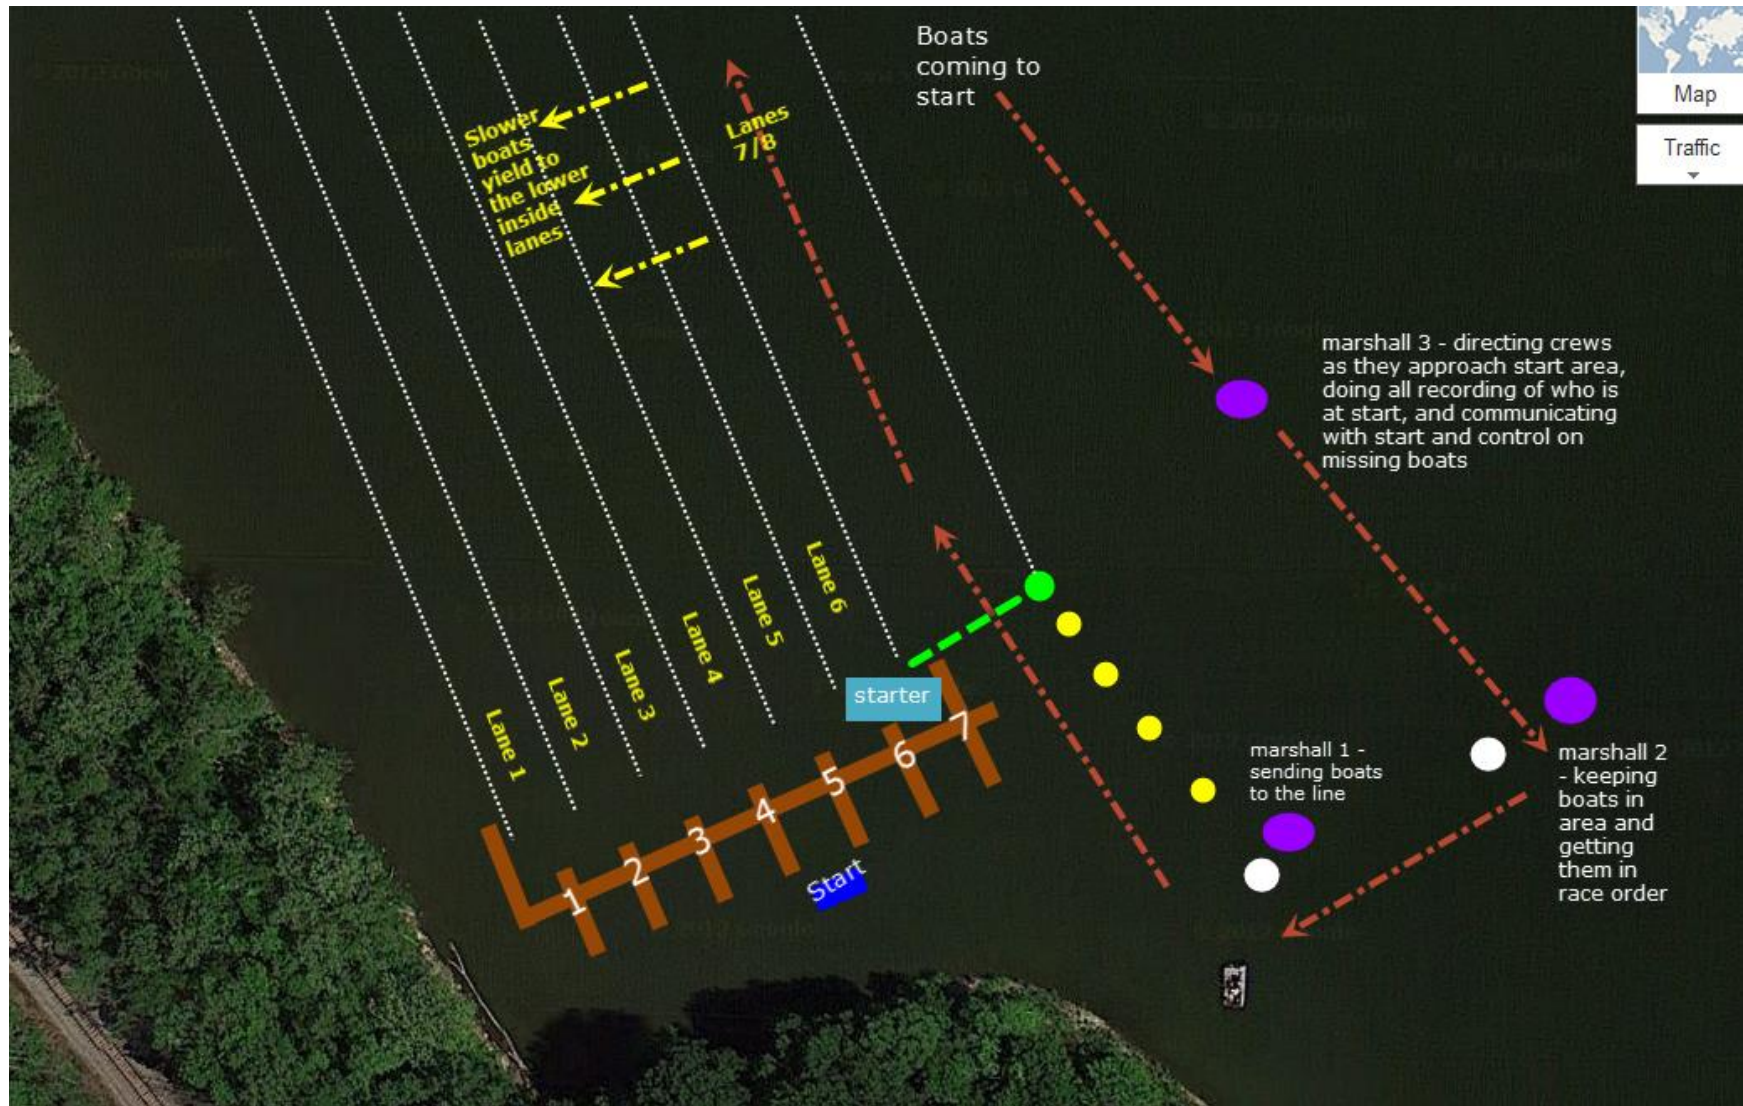 Boats
coming to
start
Map
Traffic
Slower
boats
yield to
the lower
inside
lanes
Lanes
7/8
marshall 3 - directing crews
as they approach start area,
doing all recording of who is
at start, and communicating
with start and control on
missing boats
Lane 1
Lane 2
Lane 3
Lane 4
Lane 5
Lane 6
starter
1
2
3
4
5
6
7
Start
marshall 1 -
sending boats
to the line
marshall 2
- keeping
boats in
area and
getting
them in
race order